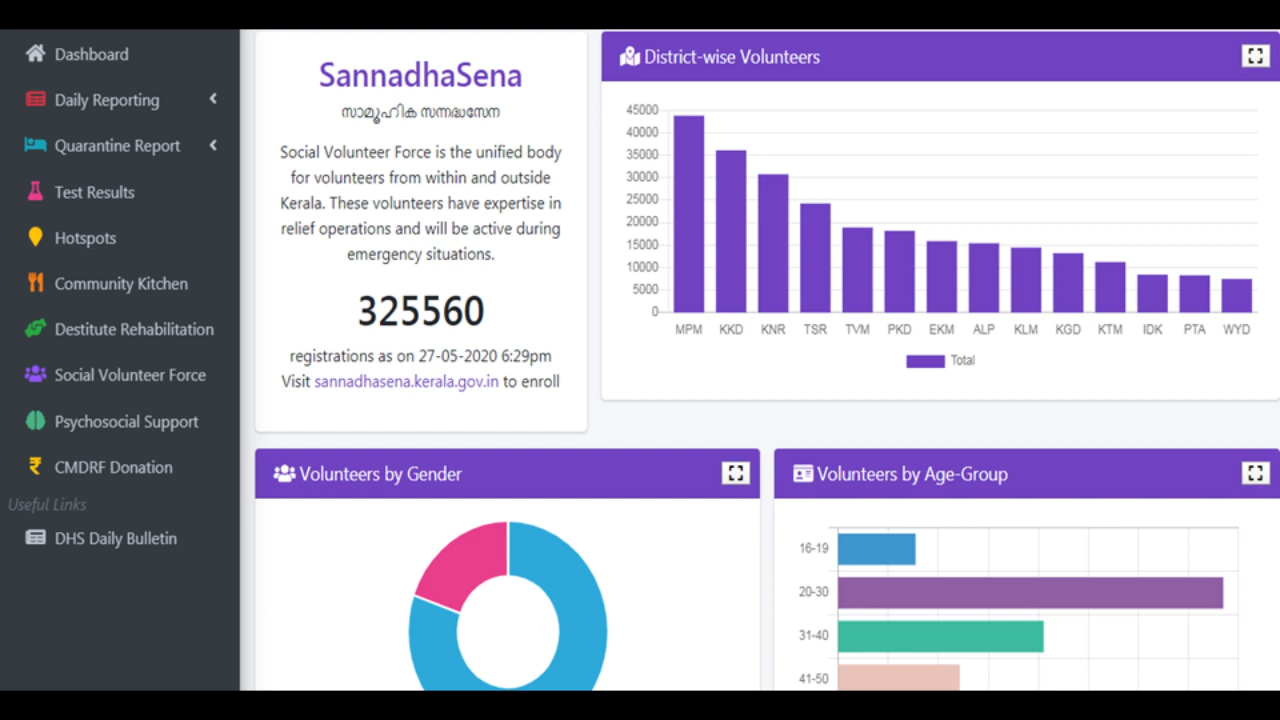 Dashboard
Daily Reporting
Quarantine Report
Test Results
Hotspots
Community Kitchen
Destitute Rehabilitation
Social Volunteer Force
Psychosocial Support
CMDRF Donation
Useful Links
DHS Daily Bulletin
SannadhaSena
സാമൂഹിക സന്നദ്ധസേന
Social Volunteer Force is the unified body
for volunteers from within and outside
Kerala. These volunteers have expertise in
relief operations and will be active during
emergency situations.
325560
registrations as on 27-05-2020 6:29pm
Visit sannadhasena.kerala.gov.in to enroll
District-wise Volunteers
45000
40000
35000
30000
25000
20000
15000
10000
5000
0
MPM KKD KNR TSR TVM PKD EKM ALP KLM KGD KTM IDK PTA WYD
Total
Volunteers by Gender
Volunteers by Age-Group
16-19
20-30
31-40
41-50